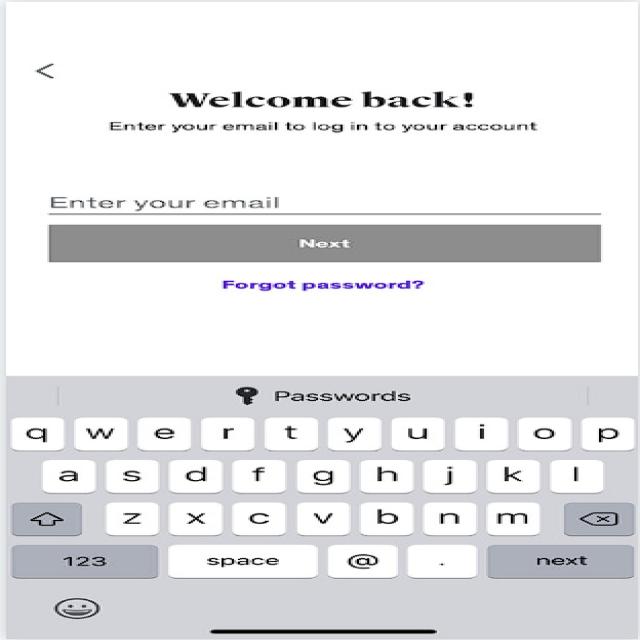 <
Welcome back!
Enter your email to log in to your account
Enter your email
Next
Forgot password?
Passwords
q w e r t y u i o p
a s d f g h j k l
z x c v b n m
123 space @ . next